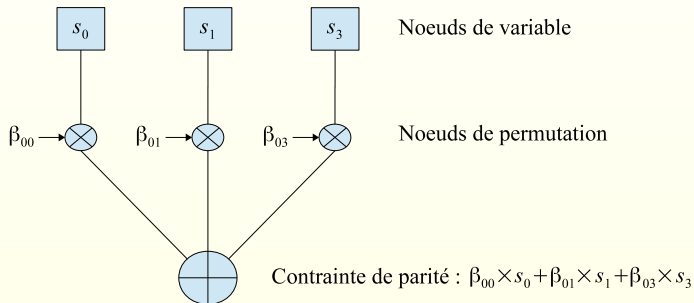 s₀ s₁ s₃ Noeuds de variable
β₀₀ β₀₁ β₀₃ Noeuds de permutation
Contrainte de parité : β₀₀×s₀+β₀₁×s₁+β₀₃×s₃